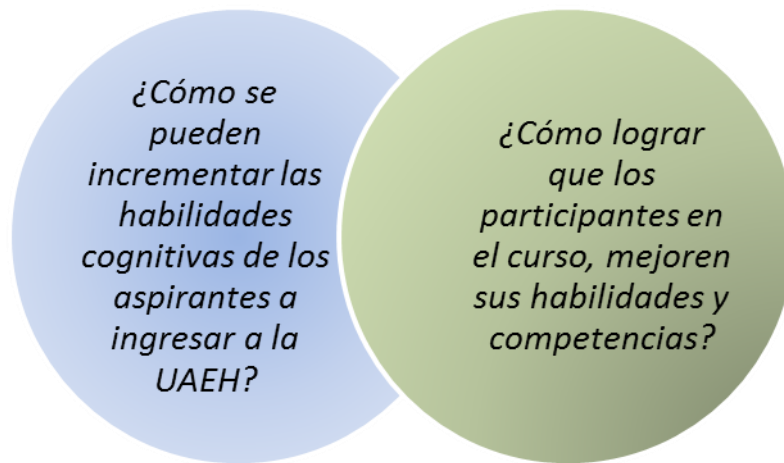 ¿Cómo se
pueden
incrementar las
habilidades
cognitivas de los
aspirantes a
ingresar a la
UAEH?
¿Cómo lograr
que los
participantes en
el curso, mejoren
sus habilidades y
competencias?